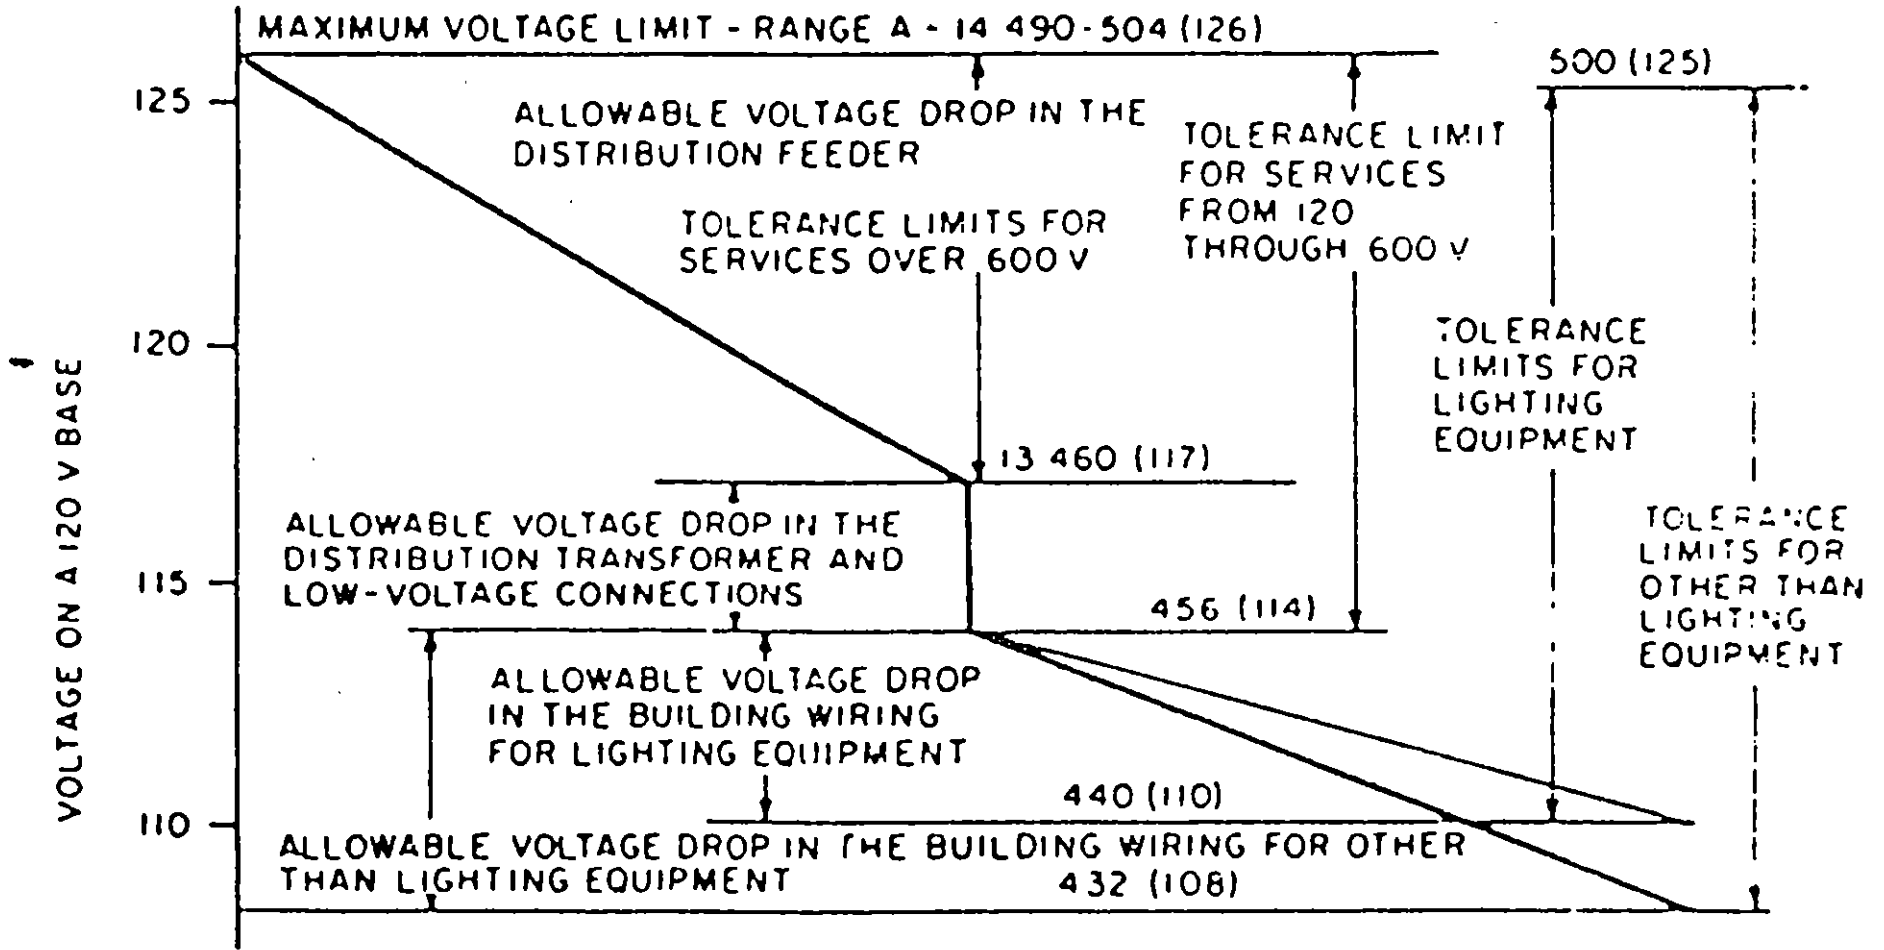 MAXIMUM VOLTAGE LIMIT - RANGE A - 14 490-504 (126)
500 (125)
125
ALLOWABLE VOLTAGE DROP IN THE
DISTRIBUTION FEEDER
TOLERANCE LIMIT
FOR SERVICES
FROM 120
THROUGH 600 V
TOLERANCE LIMITS FOR
SERVICES OVER 600 V
120
TOLERANCE
LIMITS FOR
LIGHTING
EQUIPMENT
VOLTAGE ON A 120 V BASE
13 460 (117)
ALLOWABLE VOLTAGE DROP IN THE
DISTRIBUTION TRANSFORMER AND
LOW-VOLTAGE CONNECTIONS
TOLERANCE
LIMITS FOR
OTHER THAN
LIGHTING
EQUIPMENT
115
456 (114)
ALLOWABLE VOLTAGE DROP
IN THE BUILDING WIRING
FOR LIGHTING EQUIPMENT
440 (110)
110
ALLOWABLE VOLTAGE DROP IN THE BUILDING WIRING FOR OTHER
THAN LIGHTING EQUIPMENT
432 (108)